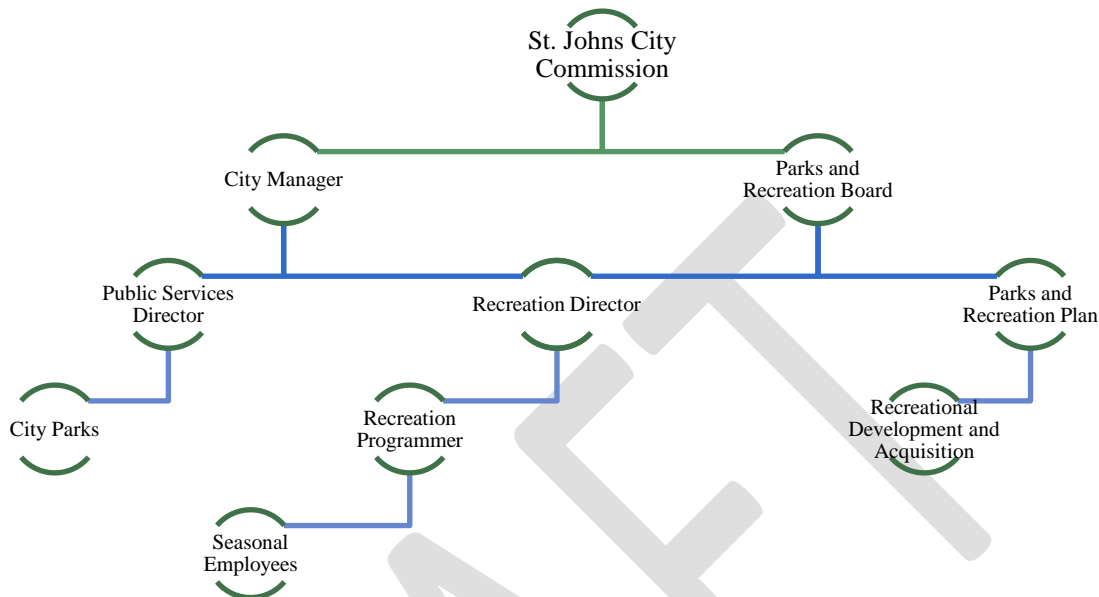 St. Johns City
Commission
City Manager
Parks and
Recreation Board
Public Services
Director
Recreation Director
Parks and
Recreation Plan
City Parks
Recreation
Programmer
Recreational
Development and
Acquisition
Seasonal
Employees
AFT